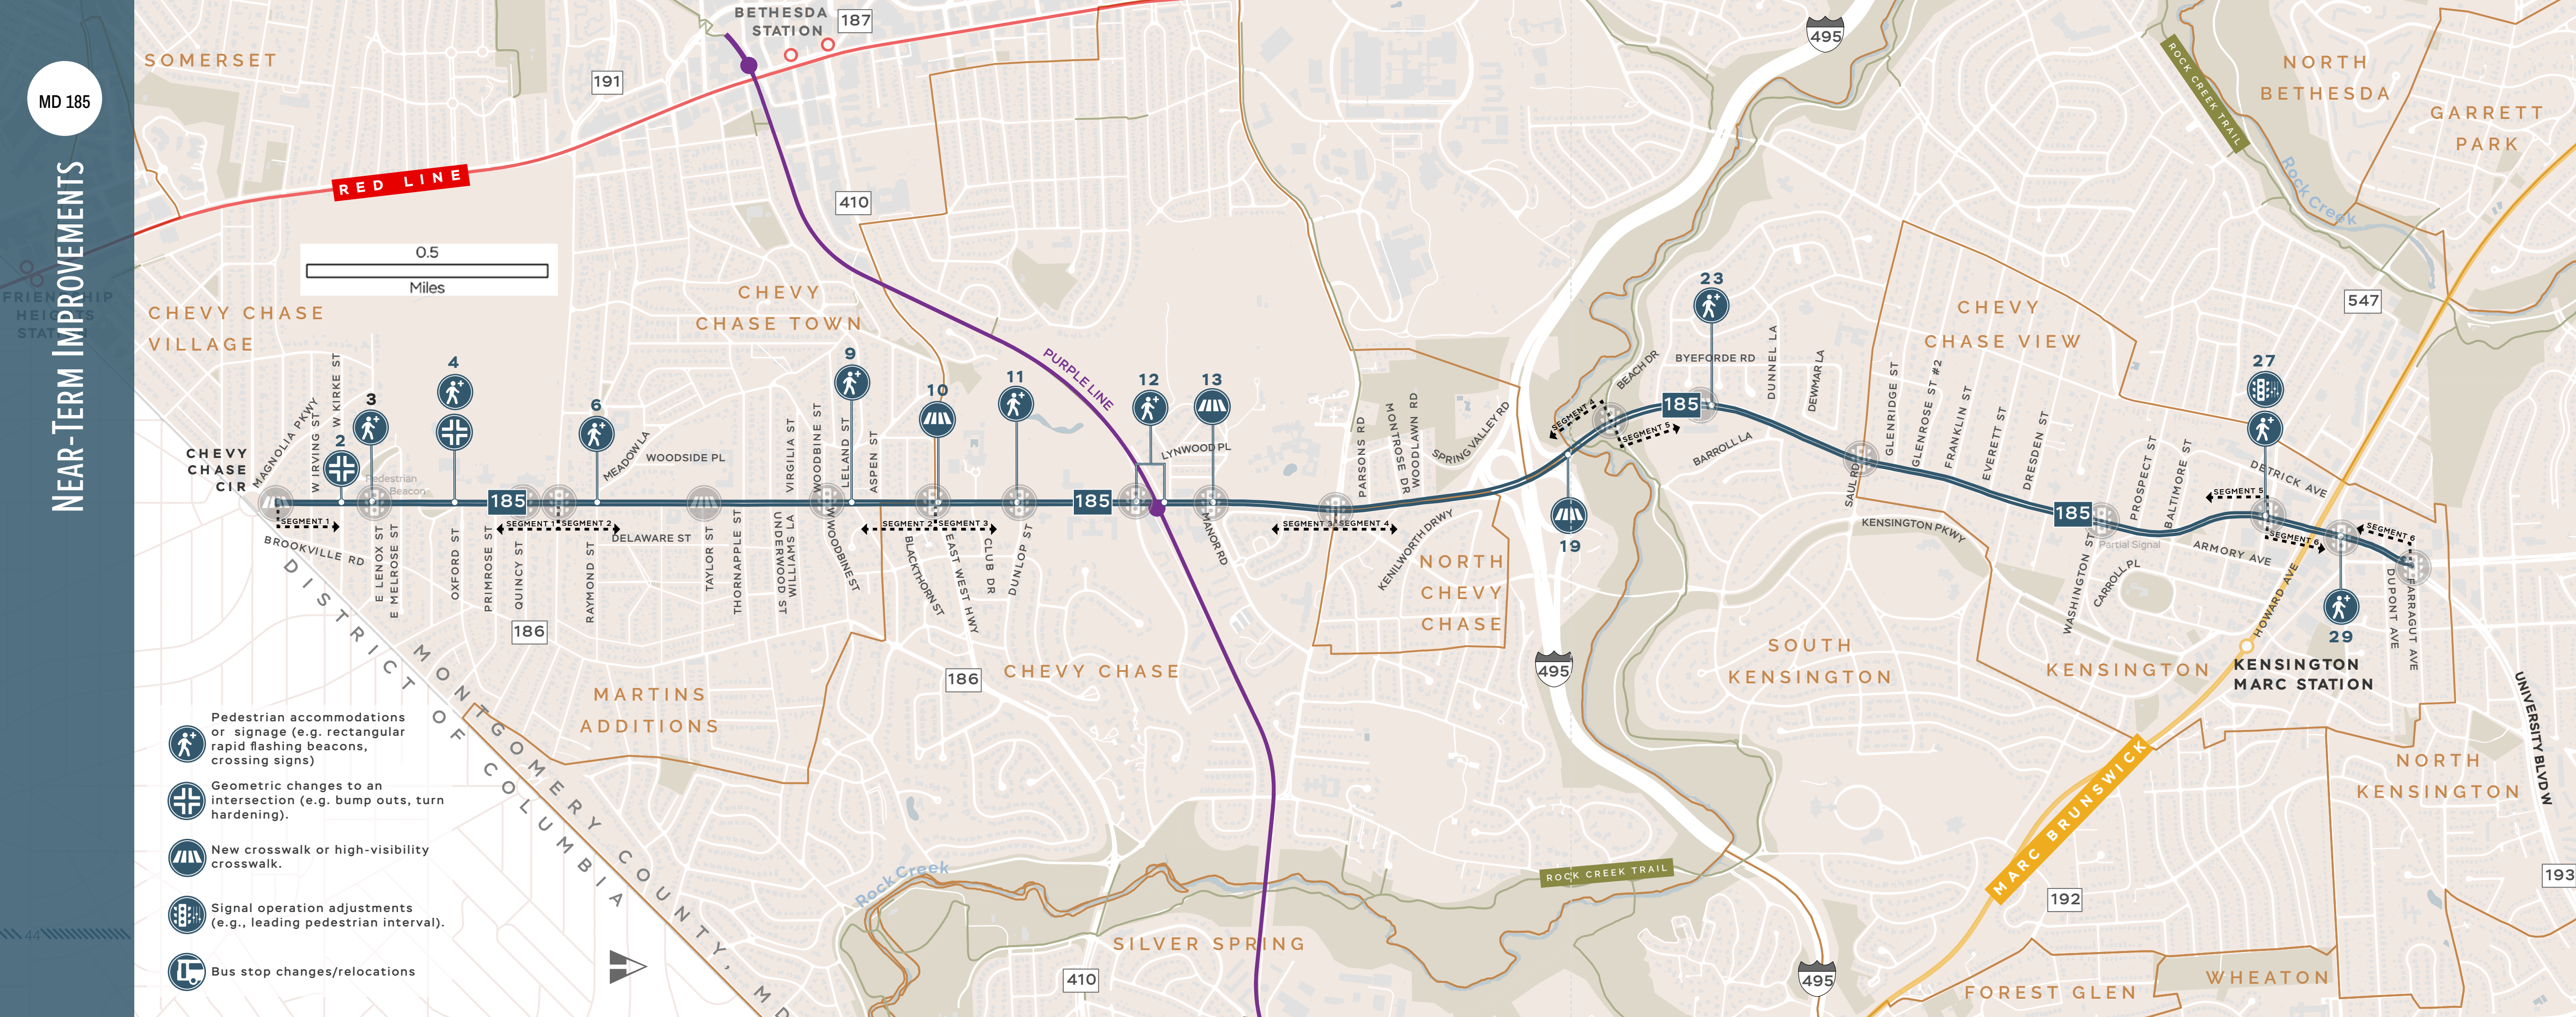 MD 185
NEAR-TERM IMPROVEMENTS
44
FRIENDSHIP
HEIGHTS
STATION
SOMERSET
RED LINE
191
BETHESDA
STATION
187
410
0.5
Miles
CHEVY CHASE
VILLAGE
CHEVY
CHASE TOWN
PURPLE LINE
495
ROCK CREEK TRAIL
Rock Creek
NORTH
BETHESDA
GARRETT
PARK
547
CHEVY
CHASE VIEW
CHEVY
CHASE
CIR
MAGNOLIA PKWY
W IRVING ST
W KIRKE ST
2
3
4
6
9
10
11
12
13
19
23
27
29
Pedestrian
Beacon
MEADOW LA
WOODSIDE PL
VIRGILIA ST
WOODBINE ST
LELAND ST
ASPEN ST
LYNWOOD PL
PARSONS RD
MONTROSE DR
WOODLAWN RD
SPRING VALLEY RD
BEACH DR
BYEFORDE RD
DUNNEL LA
DEWMAR LA
BARROLL LA
SAUL RD
GLENRIDGE ST
GLENROSE ST #2
FRANKLIN ST
EVERETT ST
DRESDEN ST
PROSPECT ST
BALTIMORE ST
DETRICK AVE
185
185
185
185
SEGMENT 1
SEGMENT 1
SEGMENT 2
SEGMENT 2
SEGMENT 3
SEGMENT 3
SEGMENT 4
SEGMENT 4
SEGMENT 5
SEGMENT 5
SEGMENT 6
SEGMENT 6
BROOKVILLE RD
E LENOX ST
E MELROSE ST
OXFORD ST
PRIMROSE ST
QUINCY ST
RAYMOND ST
DELAWARE ST
TAYLOR ST
THORNAPPLE ST
UNDERWOOD ST
WILLIAMS LA
WOODBINE ST
BLACKTHORN ST
EAST WEST HWY
CLUB DR
DUNLOP ST
MANOR RD
KENILWORTH DRWY
KENSINGTON PKWY
WASHINGTON ST
Partial Signal
CARROLL PL
ARMORY AVE
HOWARD AVE
DUPONT AVE
FARRAGUT AVE
186
186
NORTH
CHEVY
CHASE
495
SOUTH
KENSINGTON
KENSINGTON
KENSINGTON
MARC STATION
UNIVERSITY BLVD W
CHEVY CHASE
MARTINS
ADDITIONS
DISTRICT OF COLUMBIA
MONTGOMERY COUNTY, MD
NORTH
KENSINGTON
MARC BRUNSWICK
193
192
Rock Creek
ROCK CREEK TRAIL
SILVER SPRING
410
495
FOREST GLEN
WHEATON
Pedestrian accommodations
or signage (e.g. rectangular
rapid flashing beacons,
crossing signs)
Geometric changes to an
intersection (e.g. bump outs, turn
hardening).
New crosswalk or high-visibility
crosswalk.
Signal operation adjustments
(e.g., leading pedestrian interval).
Bus stop changes/relocations